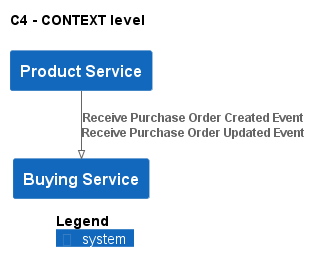 C4 - CONTEXT level
Product Service
Receive Purchase Order Created Event
Receive Purchase Order Updated Event
Buying Service
Legend
system